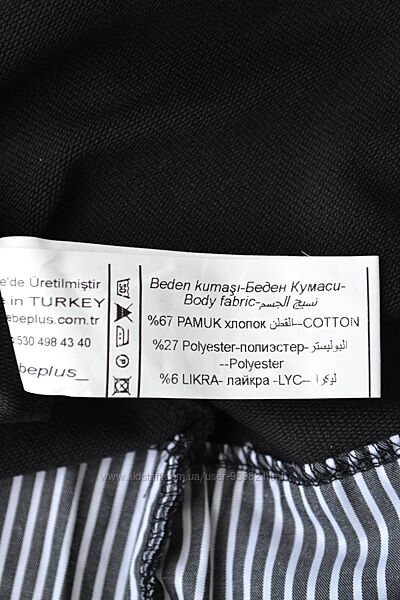 e'de Üretilmiştir
e in TURKEY
ebeplus.com.tr
530 498 43 40
beplus_
30
Beden kumaşı-Беден Кумаси-
Body fabric-نسيج الجسم
%67 PAMUK хлопок -القطن--COTTON
%27 Polyester-полиэстер-البوليستر
--Polyester
%6 LIKRA- лайкра -LYC--ليكرا